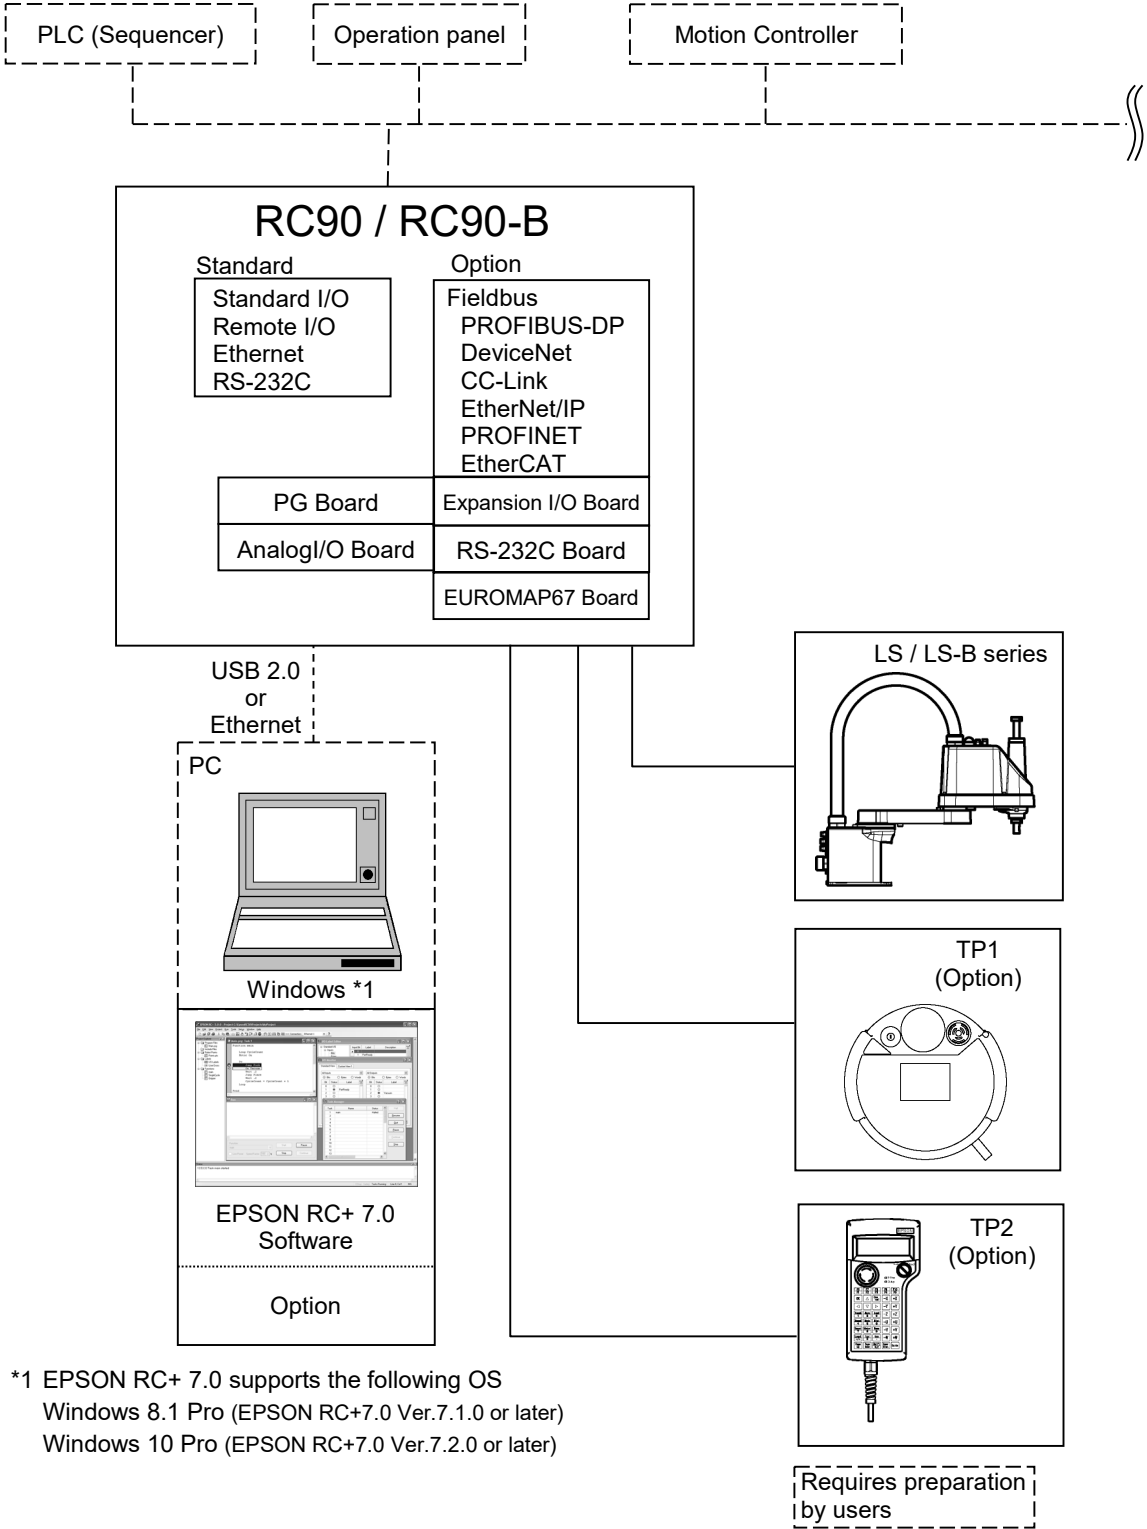 PLC (Sequencer)
Operation panel
Motion Controller
RC90 / RC90-B
Standard
Standard I/O
Remote I/O
Ethernet
RS-232C
Option
Fieldbus
PROFIBUS-DP
DeviceNet
CC-Link
EtherNet/IP
PROFINET
EtherCAT
PG Board
Expansion I/O Board
AnalogI/O Board
RS-232C Board
EUROMAP67 Board
USB 2.0
or
Ethernet
PC
Windows *1
EPSON RC+ 7.0
Software
Option
LS / LS-B series
TP1
(Option)
TP2
(Option)
*1 EPSON RC+ 7.0 supports the following OS
Windows 8.1 Pro (EPSON RC+7.0 Ver.7.1.0 or later)
Windows 10 Pro (EPSON RC+7.0 Ver.7.2.0 or later)
Requires preparation
by users